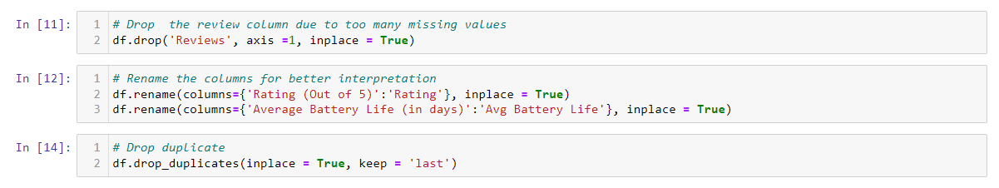 In [11]:
1 # Drop  the review column due to too many missing values
2 df.drop('Reviews', axis =1, inplace = True)
In [12]:
1 # Rename the columns for better interpretation
2 df.rename(columns={'Rating (Out of 5)':'Rating'}, inplace = True)
3 df.rename(columns={'Average Battery Life (in days)':'Avg Battery Life'}, inplace = True)
In [14]:
1 # Drop duplicate
2 df.drop_duplicates(inplace = True, keep = 'last')